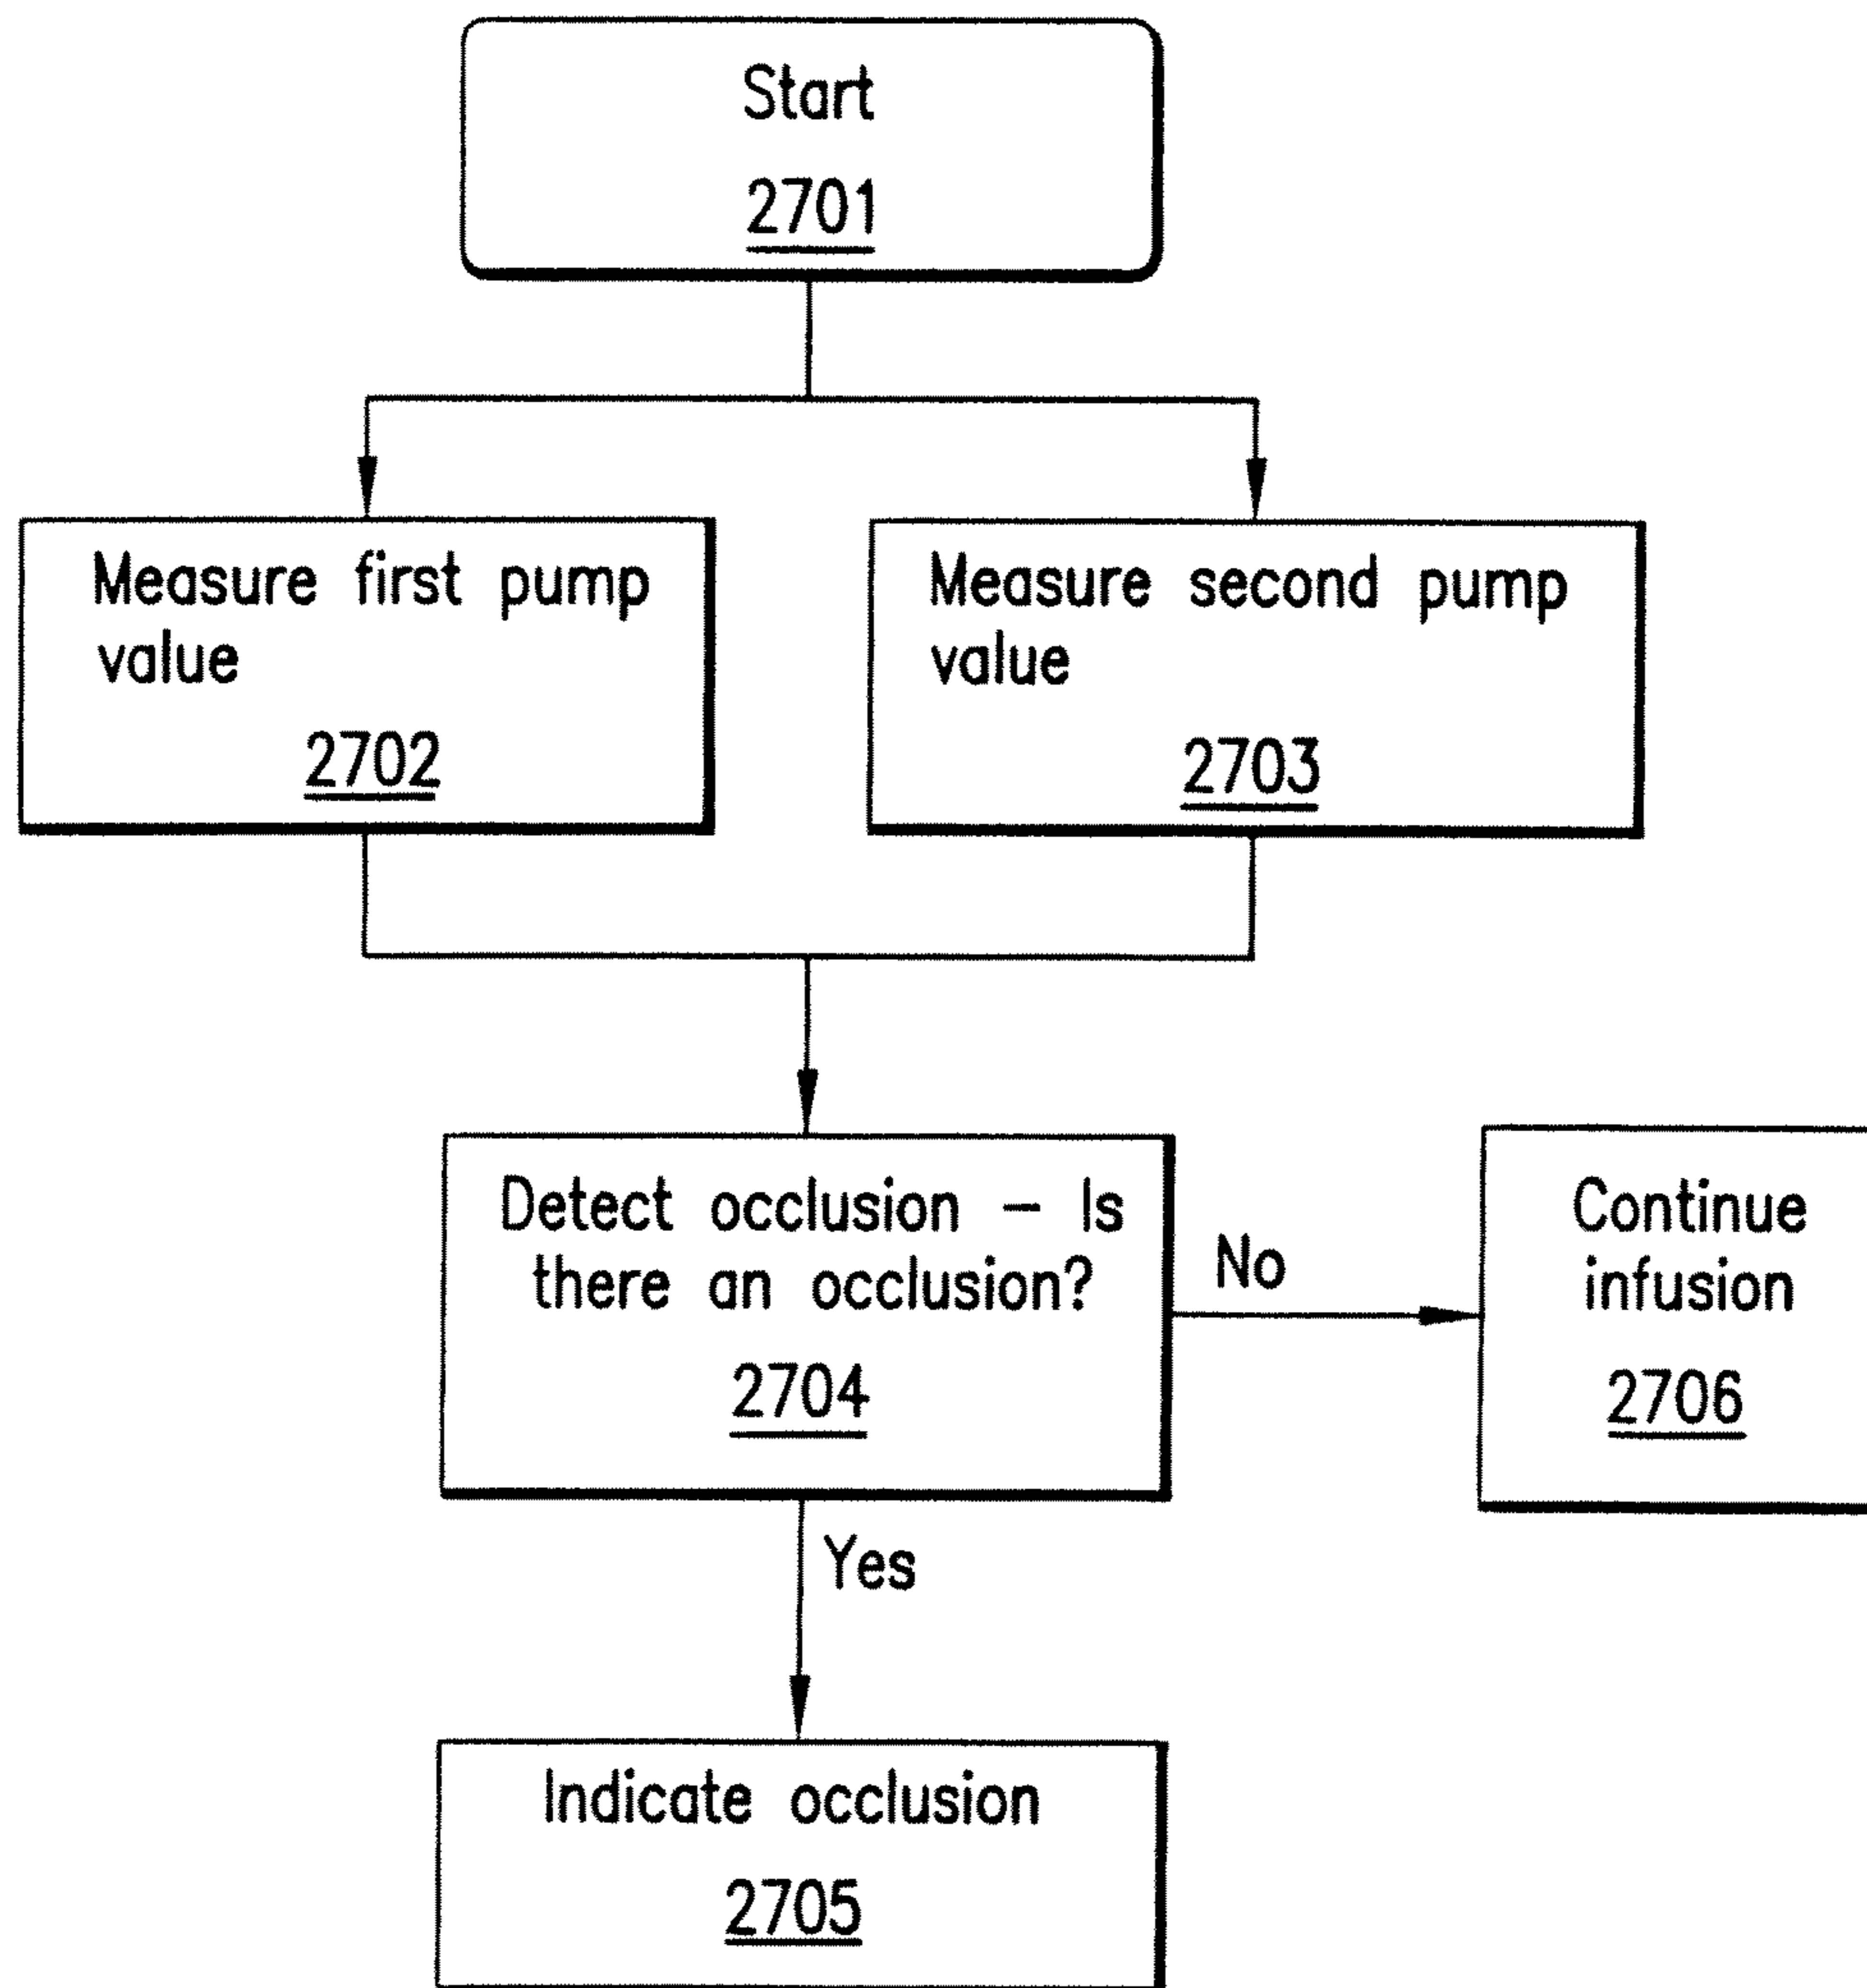 Start
2701
Measure first pump
value
2702
Measure second pump
value
2703
Detect occlusion – Is
there an occlusion?
2704
No
Continue
infusion
2706
Yes
Indicate occlusion
2705